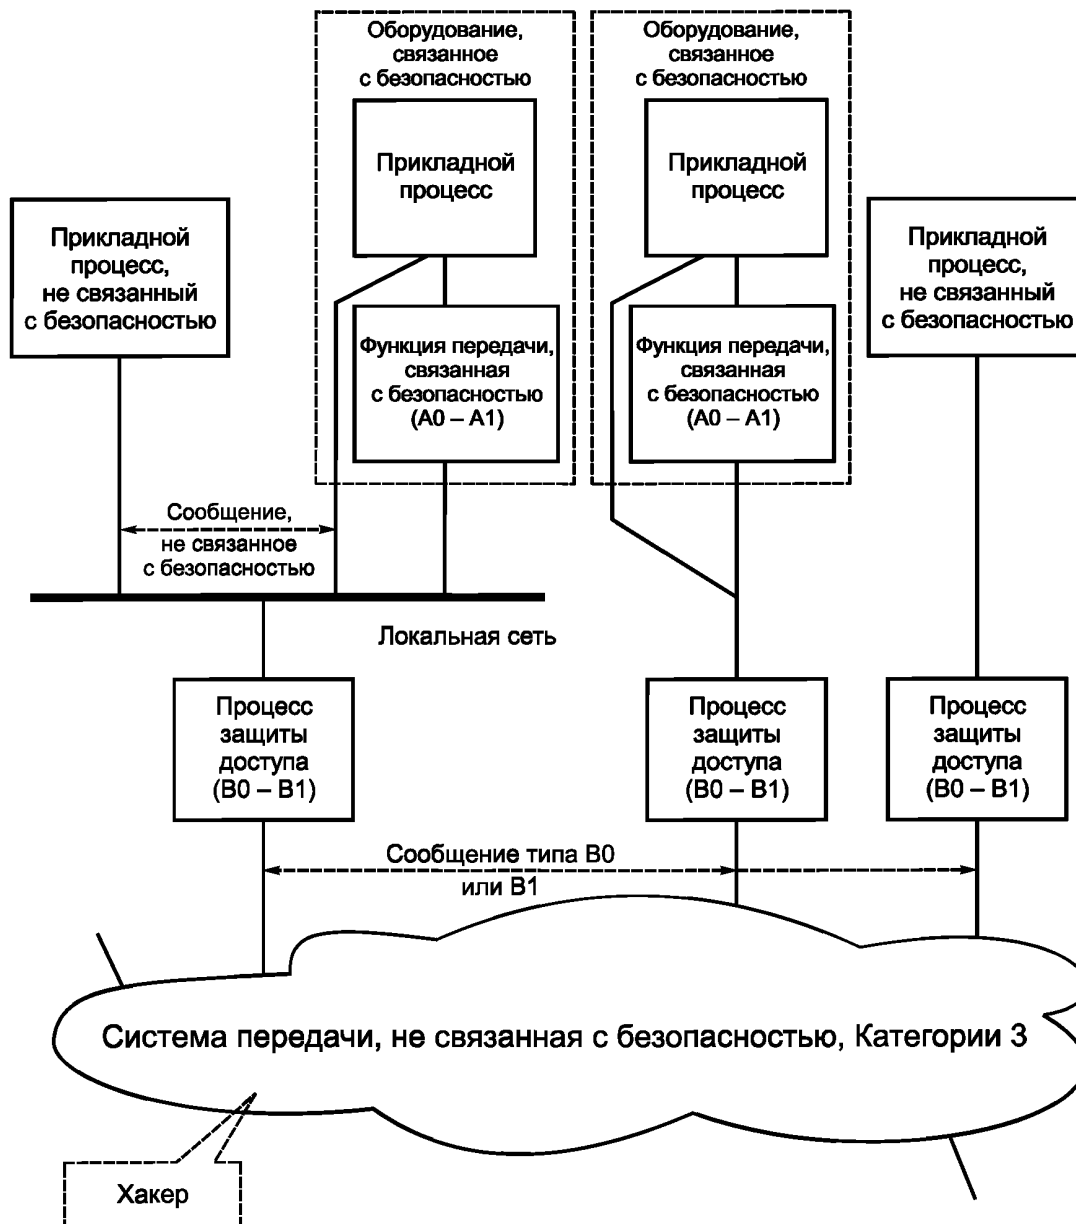 Оборудование,
связанное
с безопасностью
Оборудование,
связанное
с безопасностью
Прикладной
процесс
Прикладной
процесс
Прикладной
процесс,
не связанный
с безопасностью
Прикладной
процесс,
не связанный
с безопасностью
Функция передачи,
связанная
с безопасностью
(А0 – А1)
Функция передачи,
связанная
с безопасностью
(А0 – А1)
Сообщение,
не связанное
с безопасностью
Локальная сеть
Процесс
защиты
доступа
(В0 – В1)
Процесс
защиты
доступа
(В0 – В1)
Процесс
защиты
доступа
(В0 – В1)
Сообщение типа В0
или В1
Система передачи, не связанная с безопасностью, Категории 3
Хакер